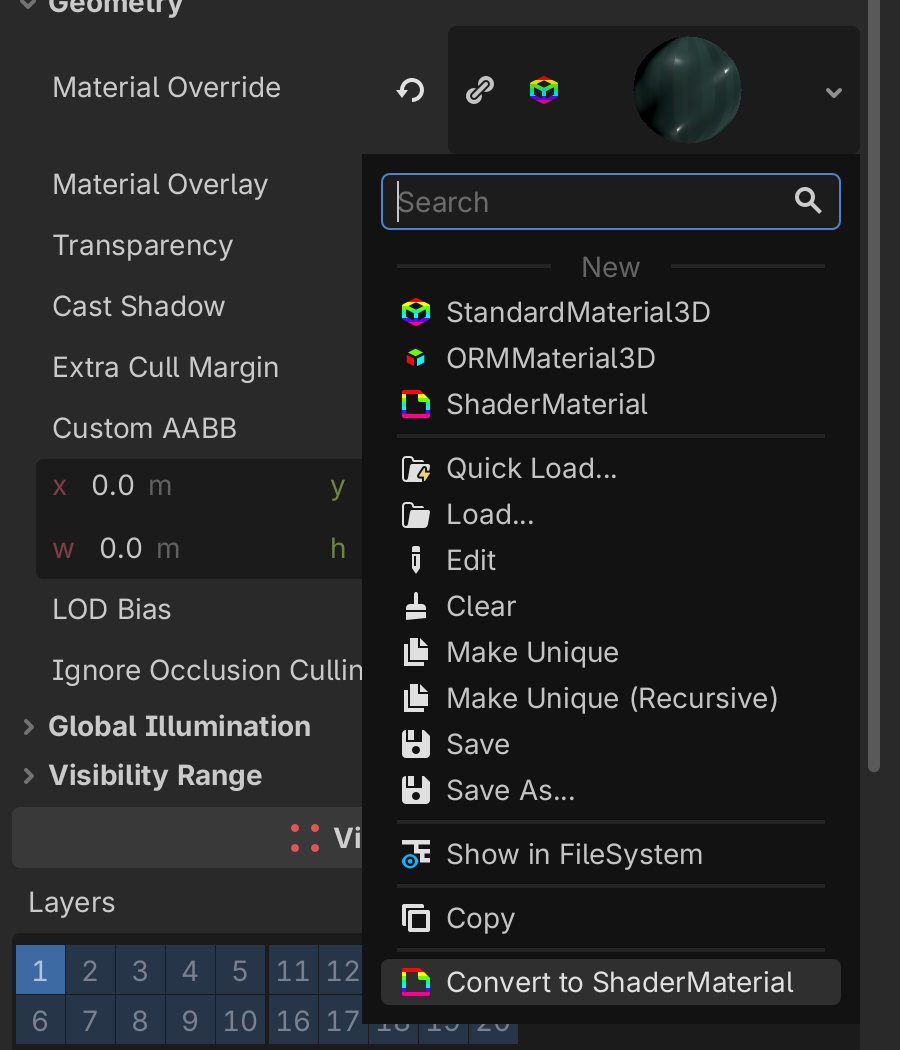 Geometry
Material Override
Material Overlay
Search
Transparency
New
Cast Shadow
StandardMaterial3D
Extra Cull Margin
ORMMaterial3D
ShaderMaterial
Custom AABB
x 0.0 m y
Quick Load...
Load...
w 0.0 m h
Edit
LOD Bias
Clear
Ignore Occlusion Cullin
Make Unique
Make Unique (Recursive)
Global Illumination
Save
Visibility Range
Save As...
Vi
Show in FileSystem
Layers
Copy
1 2 3 4 5 11 12
Convert to ShaderMaterial
6 7 8 9 10 16 17 18 19 20